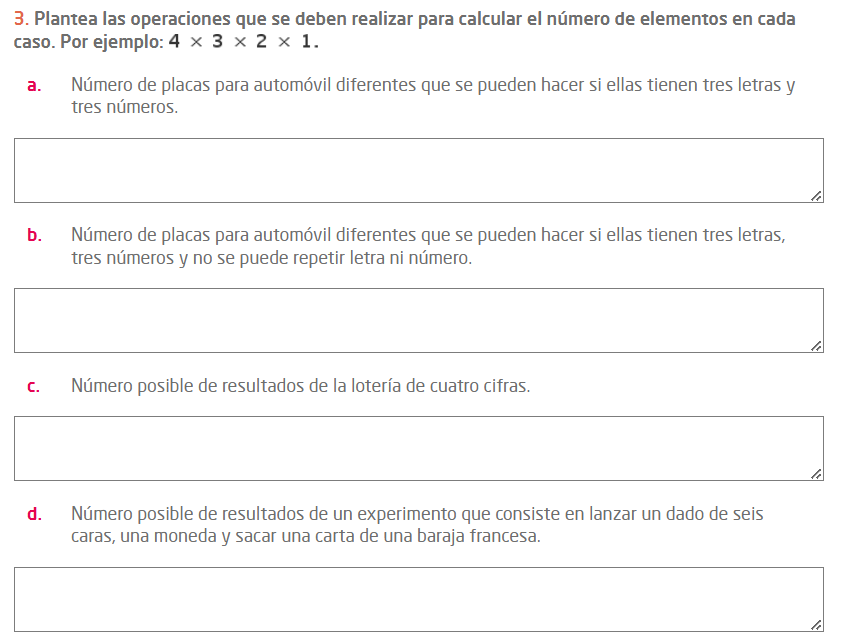 3. Plantea las operaciones que se deben realizar para calcular el número de elementos en cada
caso. Por ejemplo: 4 × 3 × 2 × 1.
a. Número de placas para automóvil diferentes que se pueden hacer si ellas tienen tres letras y
tres números.
b. Número de placas para automóvil diferentes que se pueden hacer si ellas tienen tres letras,
tres números y no se puede repetir letra ni número.
c. Número posible de resultados de la lotería de cuatro cifras.
d. Número posible de resultados de un experimento que consiste en lanzar un dado de seis
caras, una moneda y sacar una carta de una baraja francesa.